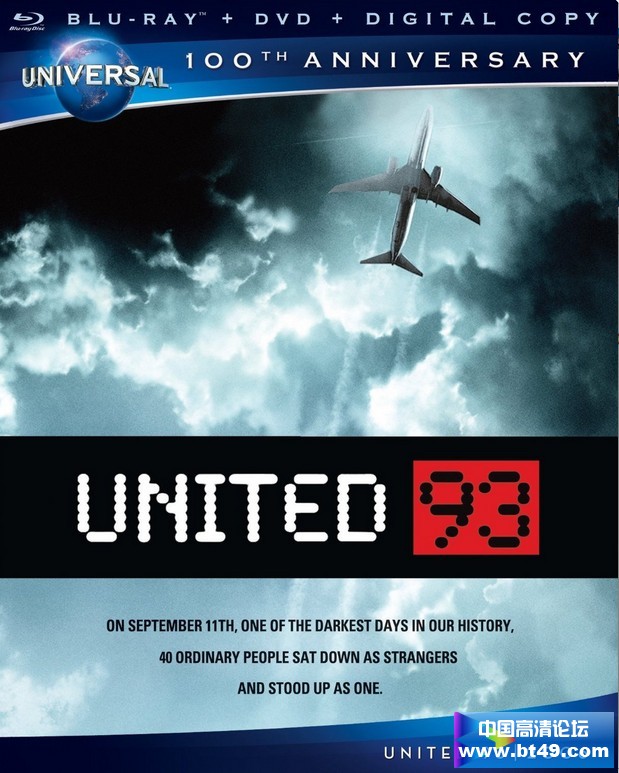 Blu-ray Disc BLU-RAY™ + DVD + DIGITAL COPY
UNIVERSAL 100TH ANNIVERSARY
UNITED 93
ON SEPTEMBER 11TH, ONE OF THE DARKEST DAYS IN OUR HISTORY,
40 ORDINARY PEOPLE SAT DOWN AS STRANGERS
AND STOOD UP AS ONE.
中国高清论坛
www.bt49.com